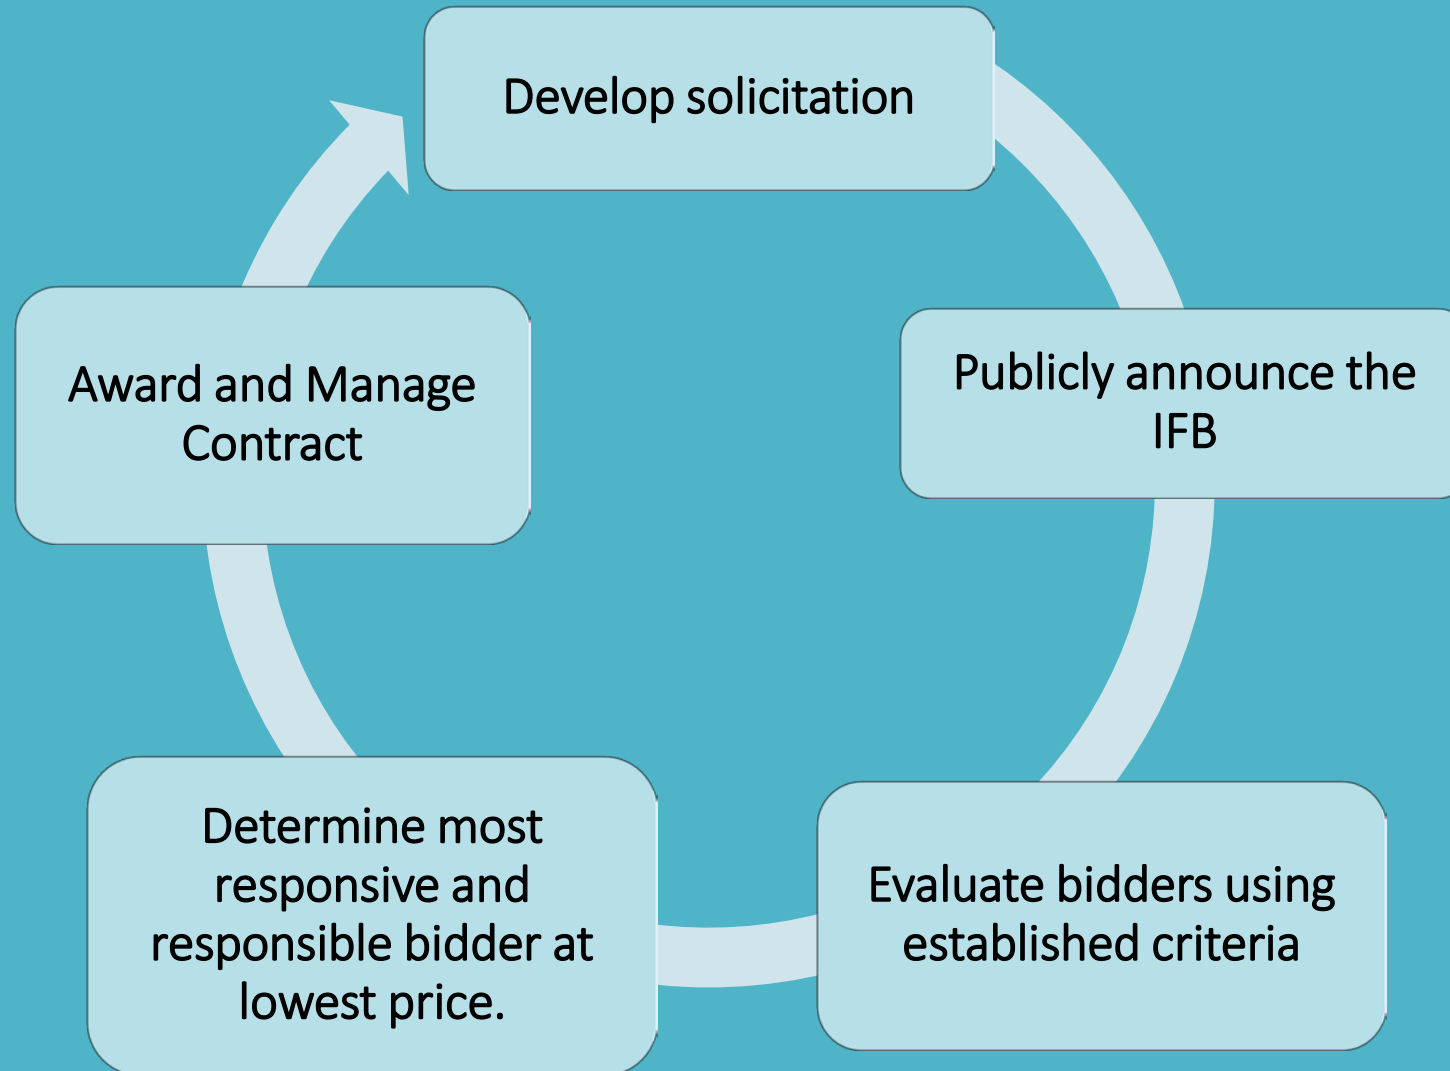 Develop solicitation
Publicly announce the
IFB
Evaluate bidders using
established criteria
Determine most
responsive and
responsible bidder at
lowest price.
Award and Manage
Contract